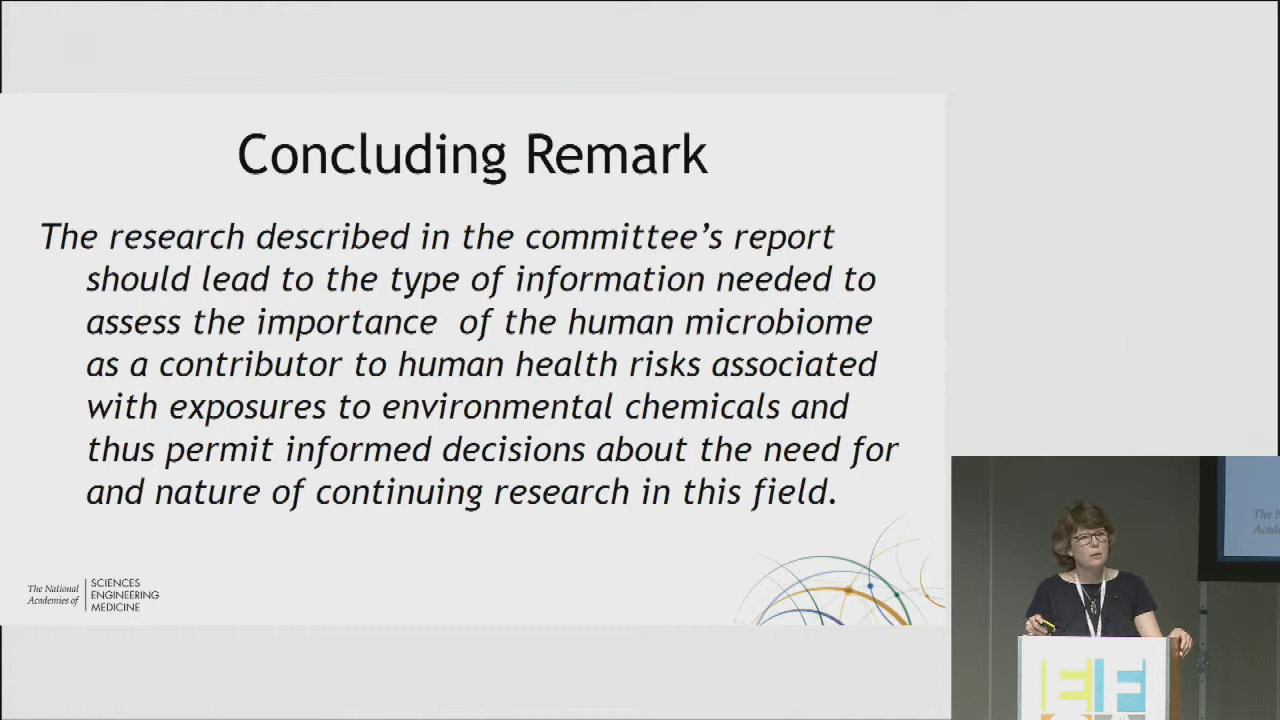 Concluding Remark
The research described in the committee's report
should lead to the type of information needed to
assess the importance  of the human microbiome
as a contributor to human health risks associated
with exposures to environmental chemicals and
thus permit informed decisions about the need for
and nature of continuing research in this field.
The National
Academies of
SCIENCES
ENGINEERING
MEDICINE
The N
Acade